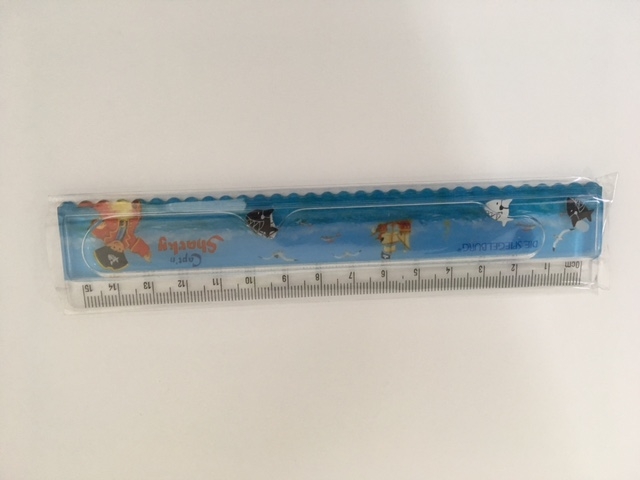 Capt'n
Sharky
DIE SPIEGELBURG
0cm 1 2 3 4 5 6 7 8 9 10 11 12 13 14 15